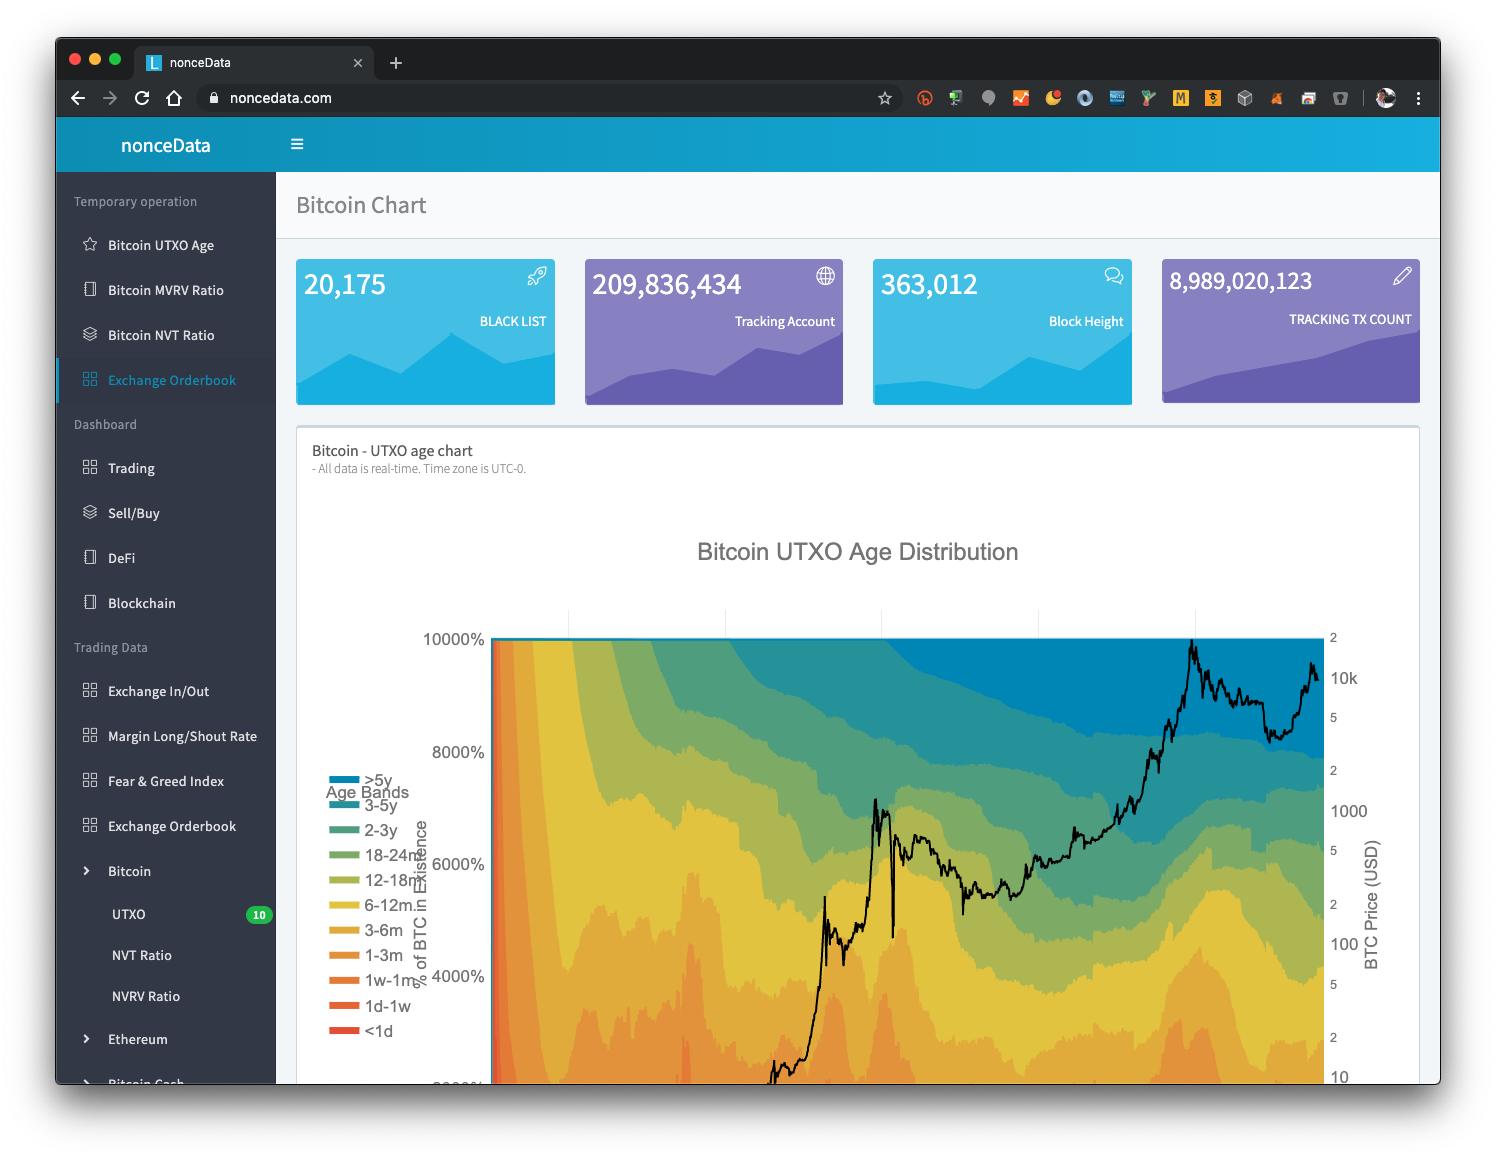 nonceData
noncedata.com
nonceData
Temporary operation
Bitcoin UTXO Age
Bitcoin MVRV Ratio
Bitcoin NVT Ratio
Exchange Orderbook
Dashboard
Trading
Sell/Buy
DeFi
Blockchain
Trading Data
Exchange In/Out
Margin Long/Shout Rate
Fear & Greed Index
Exchange Orderbook
Bitcoin
UTXO 10
NVT Ratio
NVRV Ratio
Ethereum
Bitcoin Cash
Bitcoin Chart
20,175
BLACK LIST
209,836,434
Tracking Account
363,012
Block Height
8,989,020,123
TRACKING TX COUNT
Bitcoin - UTXO age chart
- All data is real-time. Time zone is UTC-0.
Bitcoin UTXO Age Distribution
Age Bands
>5y
3-5y
2-3y
18-24m
12-18m
6-12m
3-6m
1-3m
1w-1m
1d-1w
<1d
% of BTC in Existence
10000%
8000%
6000%
4000%
2
10k
5
2
1000
5
2
100
5
2
10
BTC Price (USD)